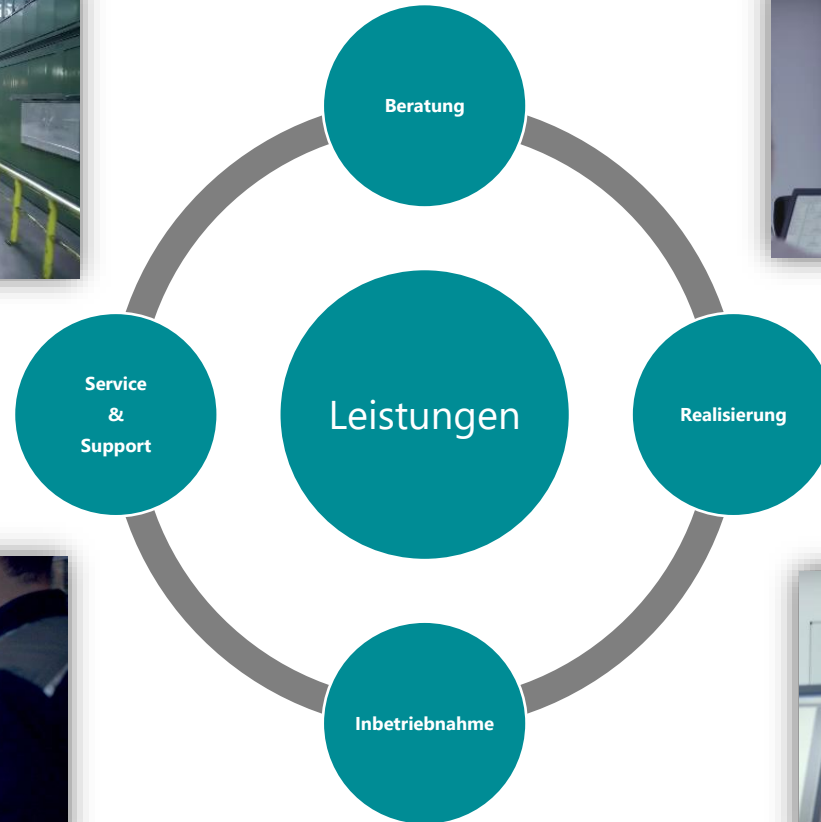 Beratung
Service
&
Support
Leistungen
Realisierung
Inbetriebnahme